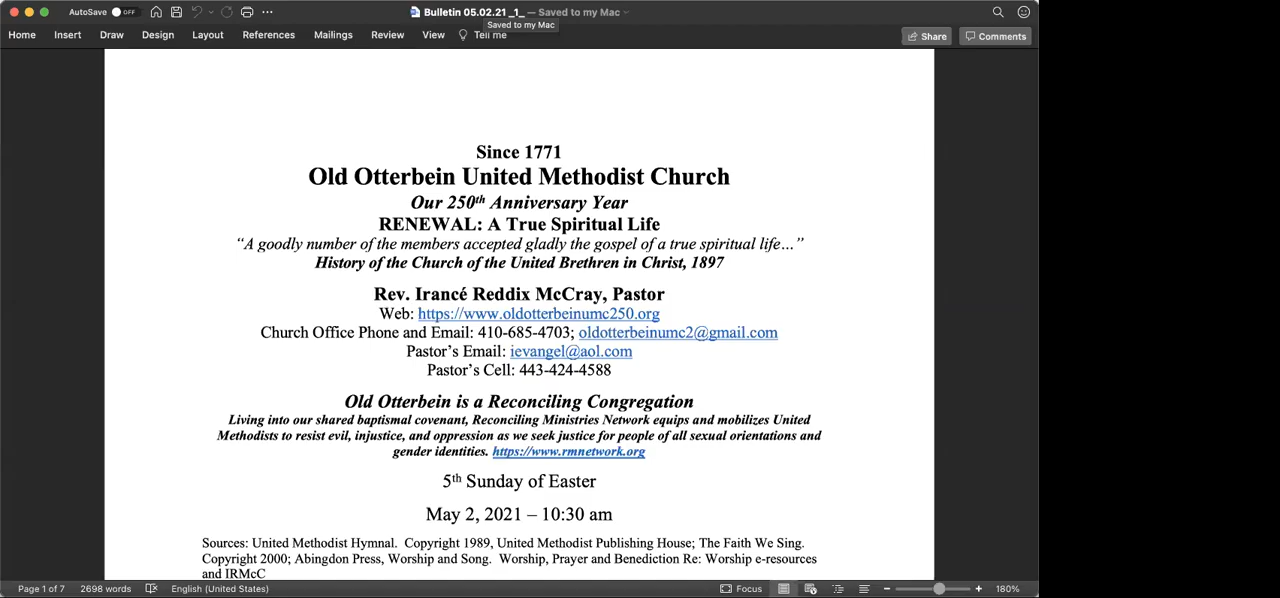 AutoSave OFF
Bulletin 05.02.21 _1_ — Saved to my Mac
Saved to my Mac
Home Insert Draw Design Layout References Mailings Review View Tell me
Share Comments
Since 1771
Old Otterbein United Methodist Church
Our 250th Anniversary Year
RENEWAL: A True Spiritual Life
“A goodly number of the members accepted gladly the gospel of a true spiritual life…”
History of the Church of the United Brethren in Christ, 1897
Rev. Irancé Reddix McCray, Pastor
Web: https://www.oldotterbeinumc250.org
Church Office Phone and Email: 410-685-4703; oldotterbeinumc2@gmail.com
Pastor’s Email: ievangel@aol.com
Pastor’s Cell: 443-424-4588
Old Otterbein is a Reconciling Congregation
Living into our shared baptismal covenant, Reconciling Ministries Network equips and mobilizes United
Methodists to resist evil, injustice, and oppression as we seek justice for people of all sexual orientations and
gender identities. https://www.rmnetwork.org
5th Sunday of Easter
May 2, 2021 – 10:30 am
Sources: United Methodist Hymnal. Copyright 1989, United Methodist Publishing House; The Faith We Sing.
Copyright 2000; Abingdon Press, Worship and Song. Worship, Prayer and Benediction Re: Worship e-resources
and IRMcC
Page 1 of 7 2698 words English (United States) Focus 180%